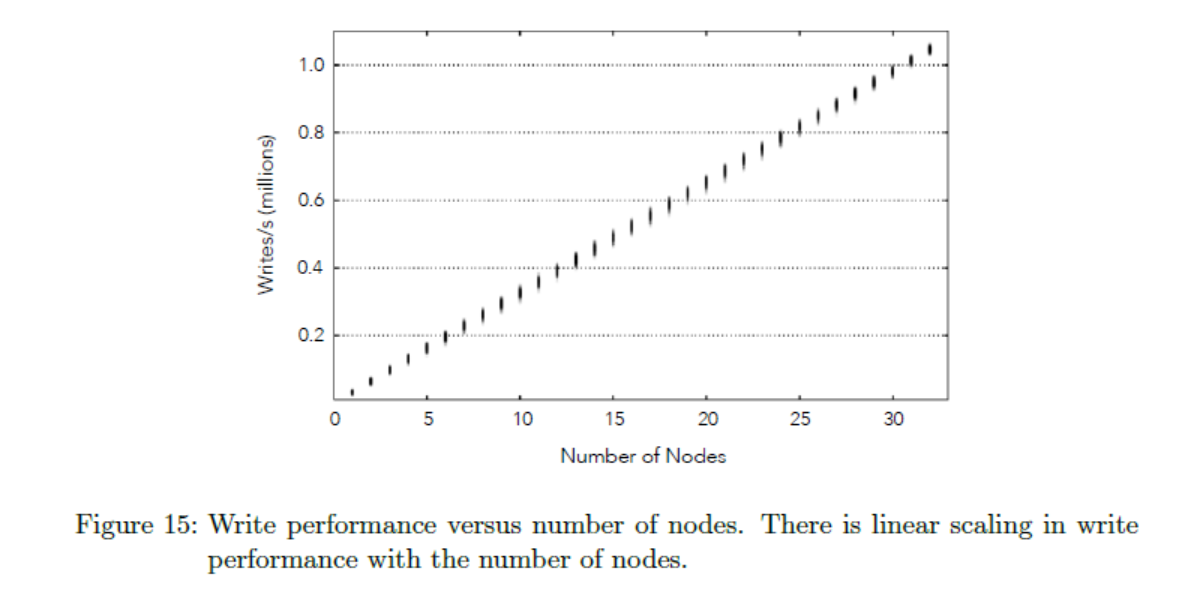 1.0
0.8
0.6
0.4
0.2
Writes/s (millions)
0 5 10 15 20 25 30
Number of Nodes
Figure 15: Write performance versus number of nodes. There is linear scaling in write
performance with the number of nodes.